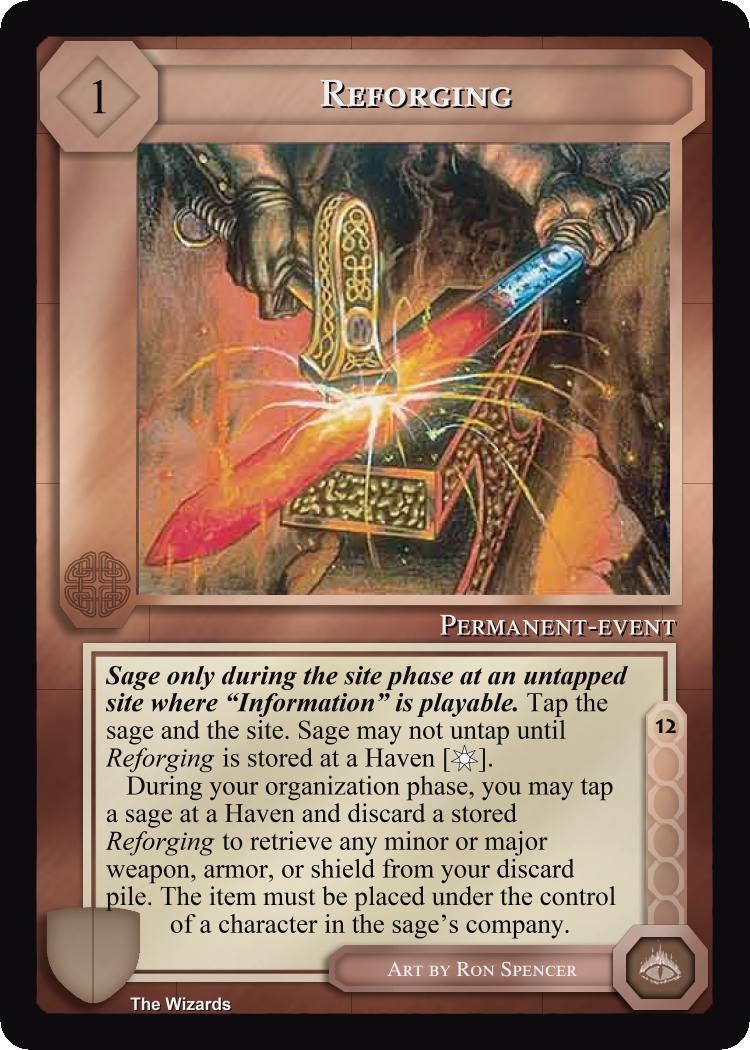 1
Reforging
Permanent-event
Sage only during the site phase at an untapped
site where “Information” is playable. Tap the
sage and the site. Sage may not untap until
Reforging is stored at a Haven [ ].
During your organization phase, you may tap
a sage at a Haven and discard a stored
Reforging to retrieve any minor or major
weapon, armor, or shield from your discard
pile. The item must be placed under the control
of a character in the sage’s company.
12
Art by Ron Spencer
The Wizards